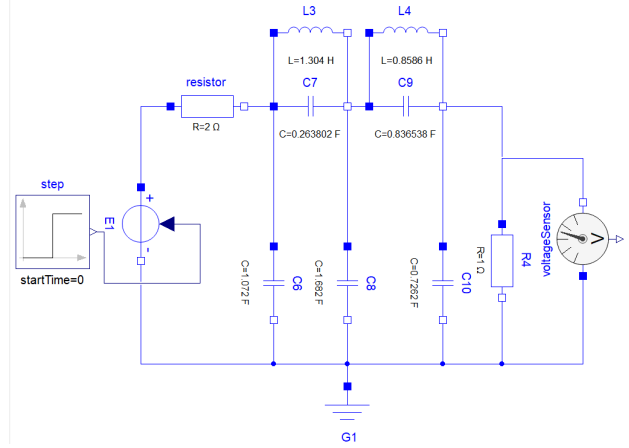 L3
L4
L=1.304 H
L=0.8586 H
resistor
C7
C9
R=2 Ω
C=0.263802 F
C=0.836538 F
step
+
E1
-
startTime=0
C=1.072 F
C6
C=1.682 F
C8
C=0.7262 F
C10
R=1 Ω
R4
voltageSensor
V
G1